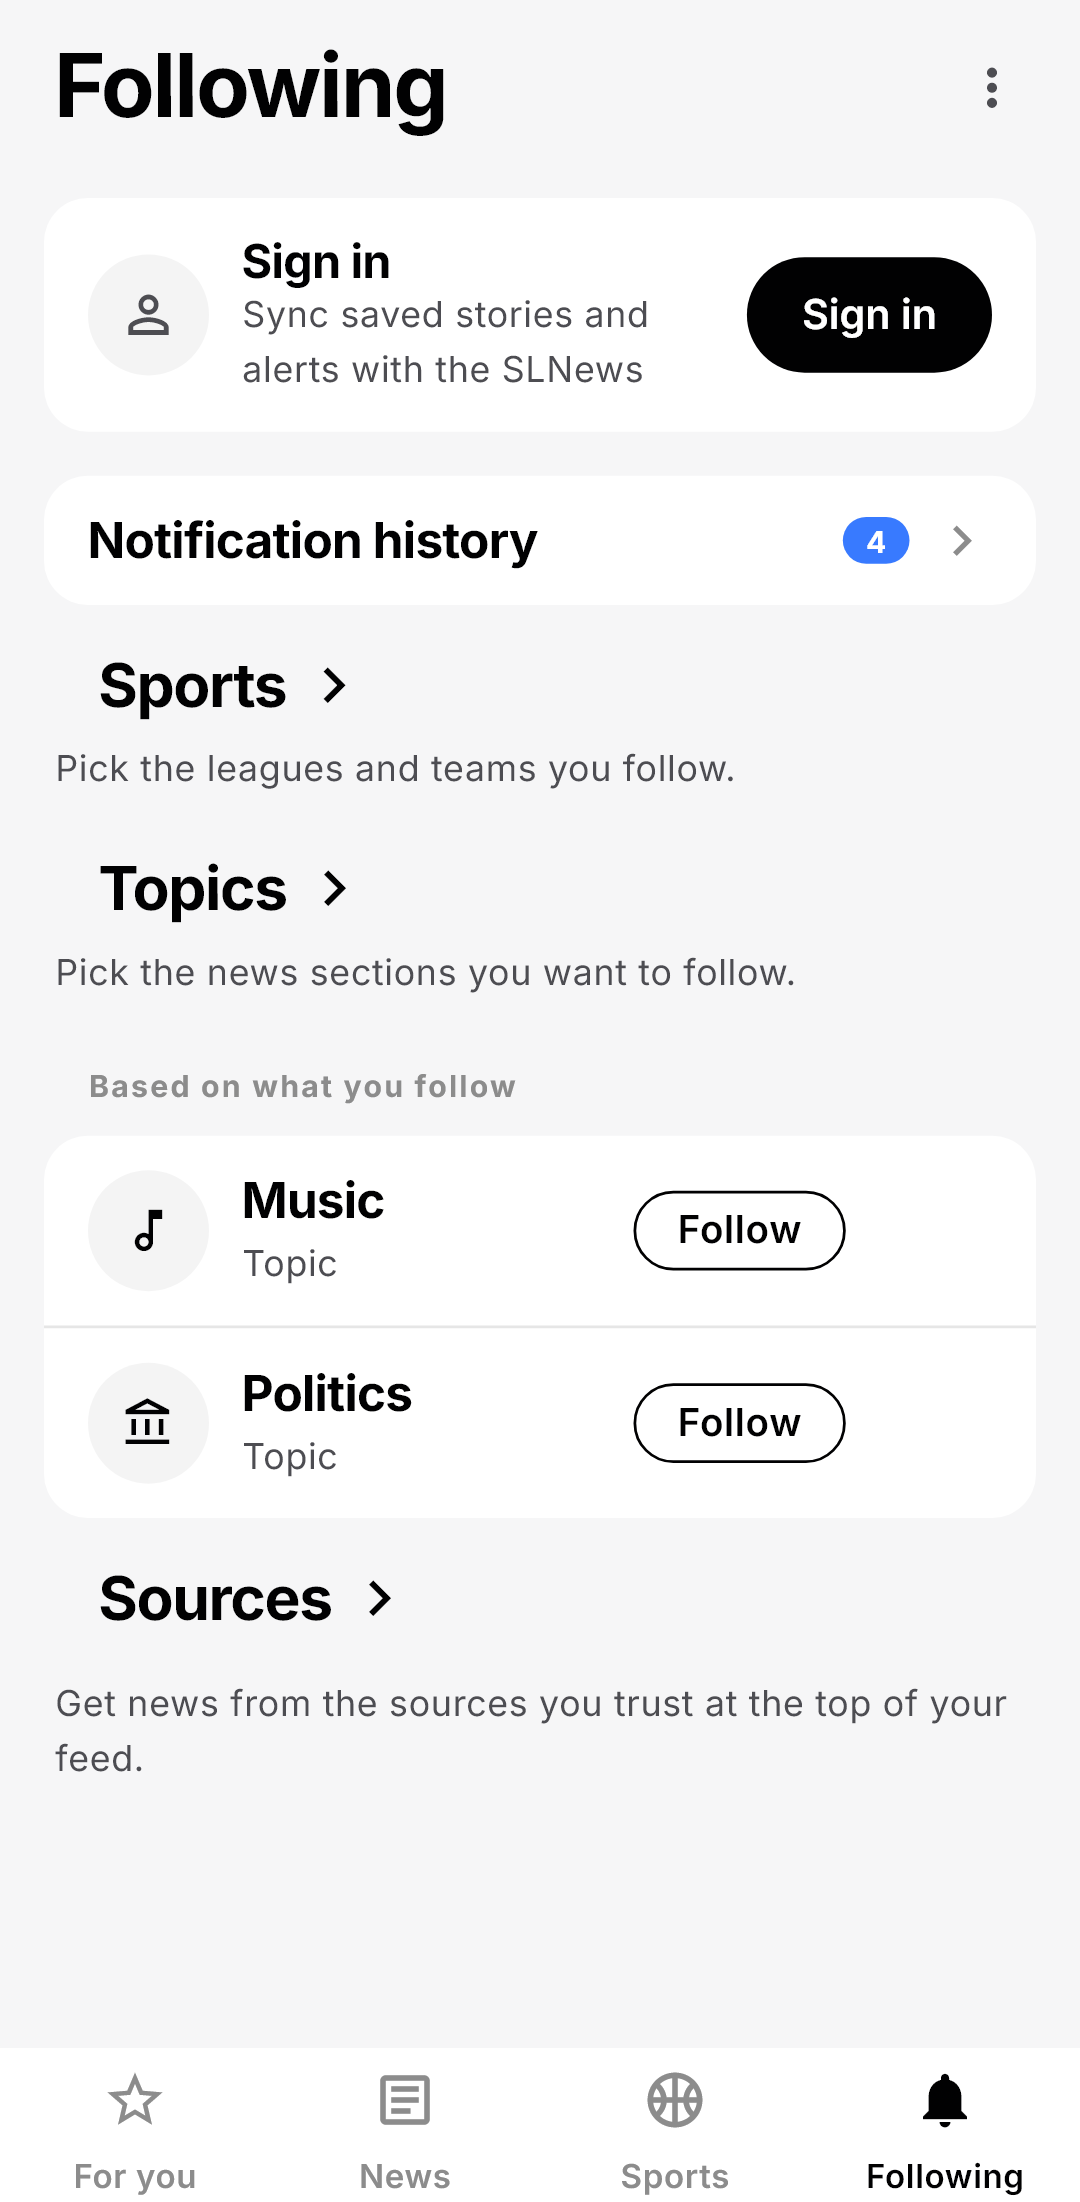 Following
Sign in
Sync saved stories and
alerts with the SLNews
Sign in
Notification history
4
Sports
Pick the leagues and teams you follow.
Topics
Pick the news sections you want to follow.
Based on what you follow
Music
Topic
Follow
Politics
Topic
Follow
Sources
Get news from the sources you trust at the top of your
feed.
For you
News
Sports
Following